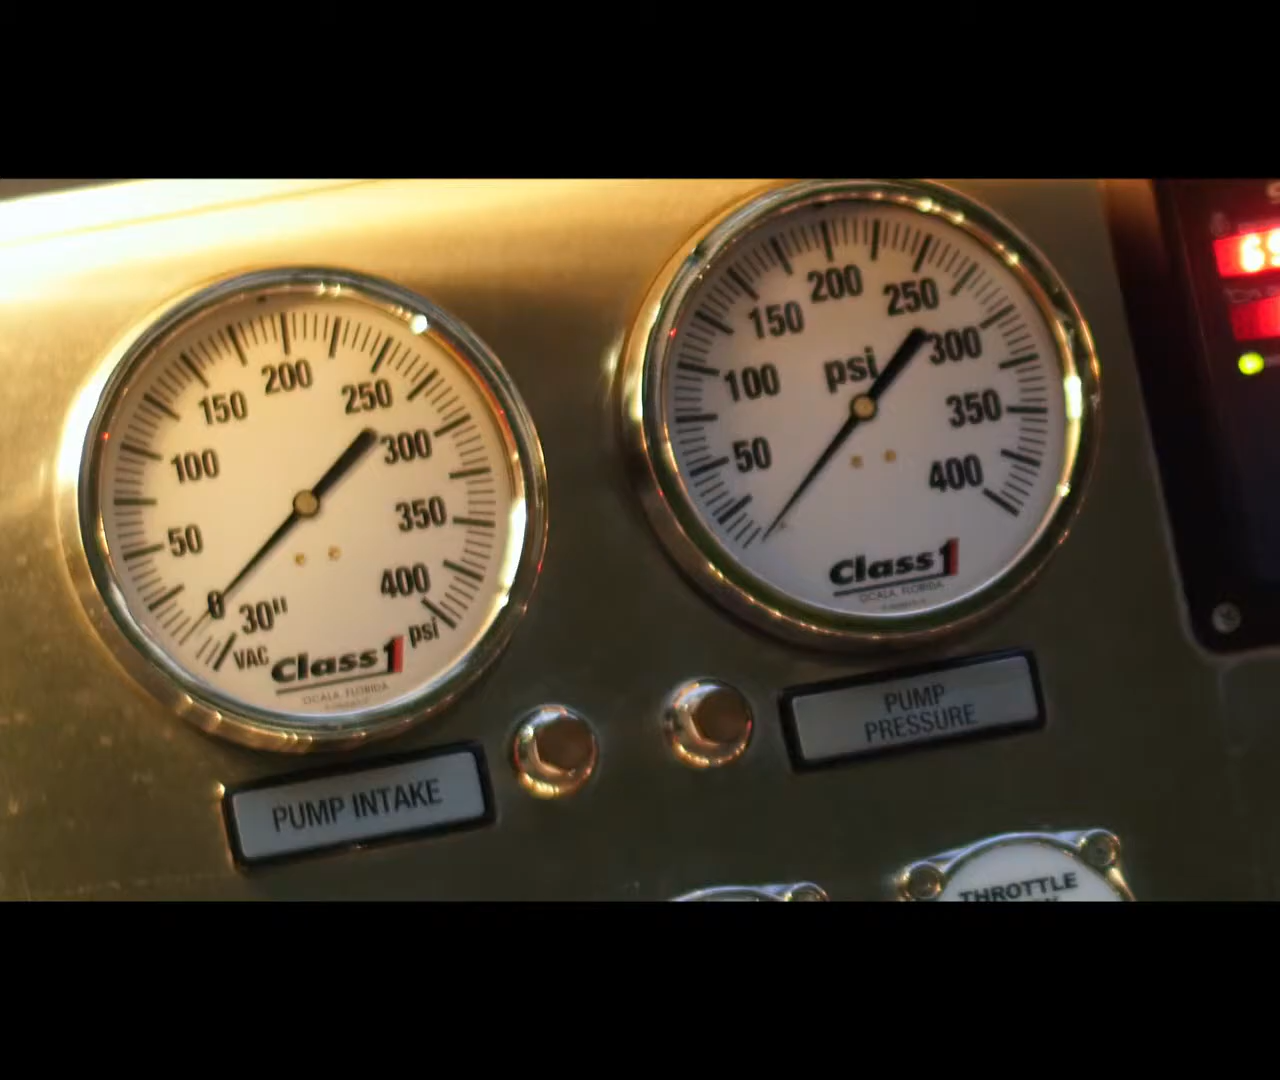 50
100
150
200
250
300
350
400
0
30"
VAC
psi
Class1
OCALA, FLORIDA
PUMP INTAKE
50
100
150
200
250
300
350
400
psi
Class1
OCALA, FLORIDA
PUMP
PRESSURE
THROTTLE